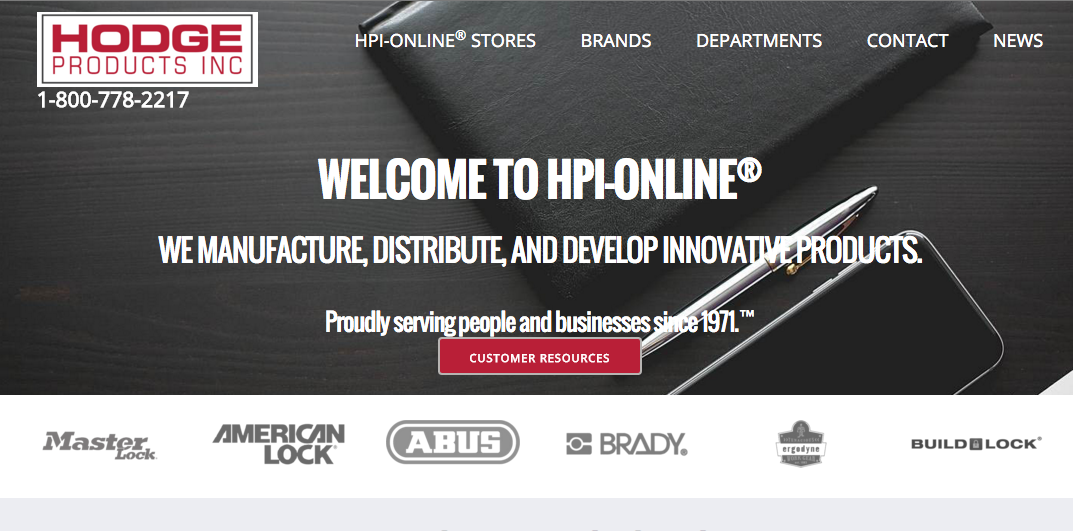 HODGE
PRODUCTS INC
1-800-778-2217
HPI-ONLINE® STORES BRANDS DEPARTMENTS CONTACT NEWS
WELCOME TO HPI-ONLINE®
WE MANUFACTURE, DISTRIBUTE, AND DEVELOP INNOVATIVE PRODUCTS.
Proudly serving people and businesses since 1971.™
CUSTOMER RESOURCES
Master Lock
AMERICAN LOCK
ABUS
BRADY.
ergodyne
BUILD LOCK®